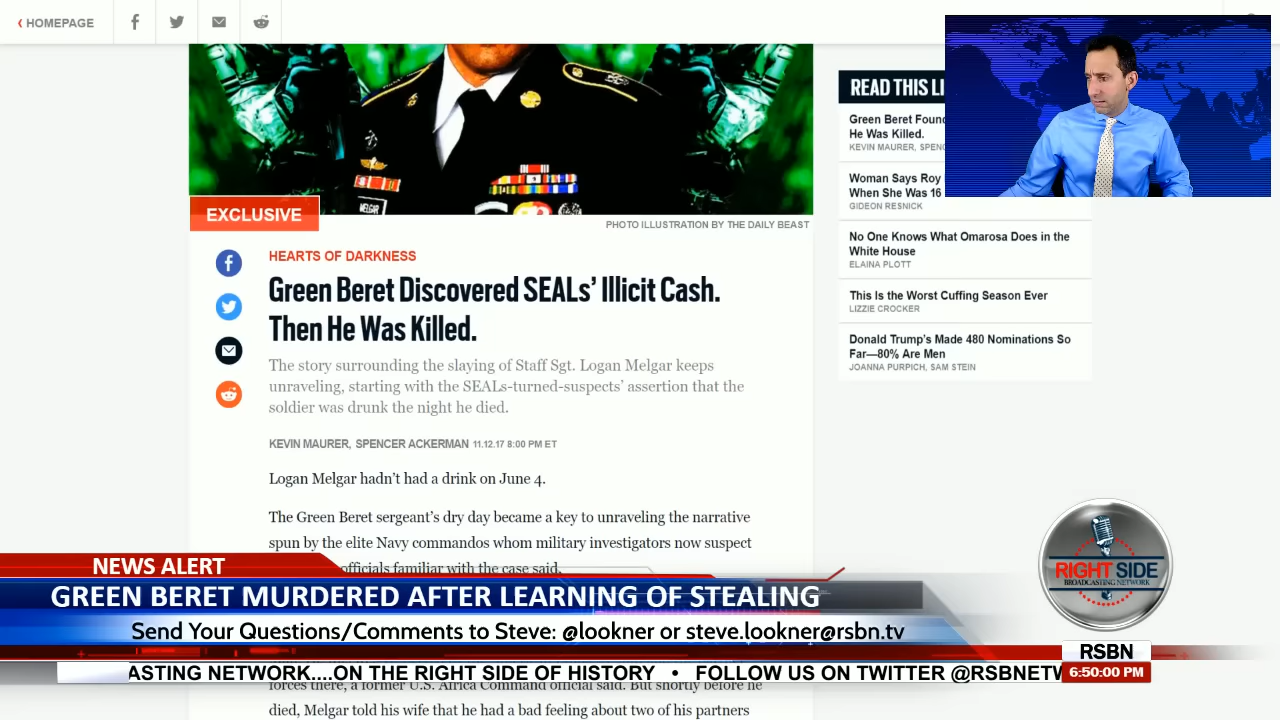 HOMEPAGE
READ THIS LI
Green Beret Foun
He Was Killed.
KEVIN MAURER, SPENC
Woman Says Roy
When She Was 16
GIDEON RESNICK
No One Knows What Omarosa Does in the
White House
ELAINA PLOTT
This Is the Worst Cuffing Season Ever
LIZZIE CROCKER
Donald Trump's Made 480 Nominations So
Far—80% Are Men
JOANNA PURPICH, SAM STEIN
MELGAR
EXCLUSIVE
PHOTO ILLUSTRATION BY THE DAILY BEAST
HEARTS OF DARKNESS
Green Beret Discovered SEALs' Illicit Cash.
Then He Was Killed.
The story surrounding the slaying of Staff Sgt. Logan Melgar keeps
unraveling, starting with the SEALs-turned-suspects' assertion that the
soldier was drunk the night he died.
KEVIN MAURER, SPENCER ACKERMAN 11.12.17 8:00 PM ET
Logan Melgar hadn't had a drink on June 4.
The Green Beret sergeant's dry day became a key to unraveling the narrative
spun by the elite Navy commandos whom military investigators now suspect
officials familiar with the case said.
NEWS ALERT
GREEN BERET MURDERED AFTER LEARNING OF STEALING
Send Your Questions/Comments to Steve: @lookner or steve.lookner@rsbn.tv
RIGHT SIDE
BROADCASTING NETWORK
RSBN
6:50:00 PM
ASTING NETWORK....ON THE RIGHT SIDE OF HISTORY • FOLLOW US ON TWITTER @RSBNETW
forces there, a former U.S. Africa Command official said. But shortly before he
died, Melgar told his wife that he had a bad feeling about two of his partners